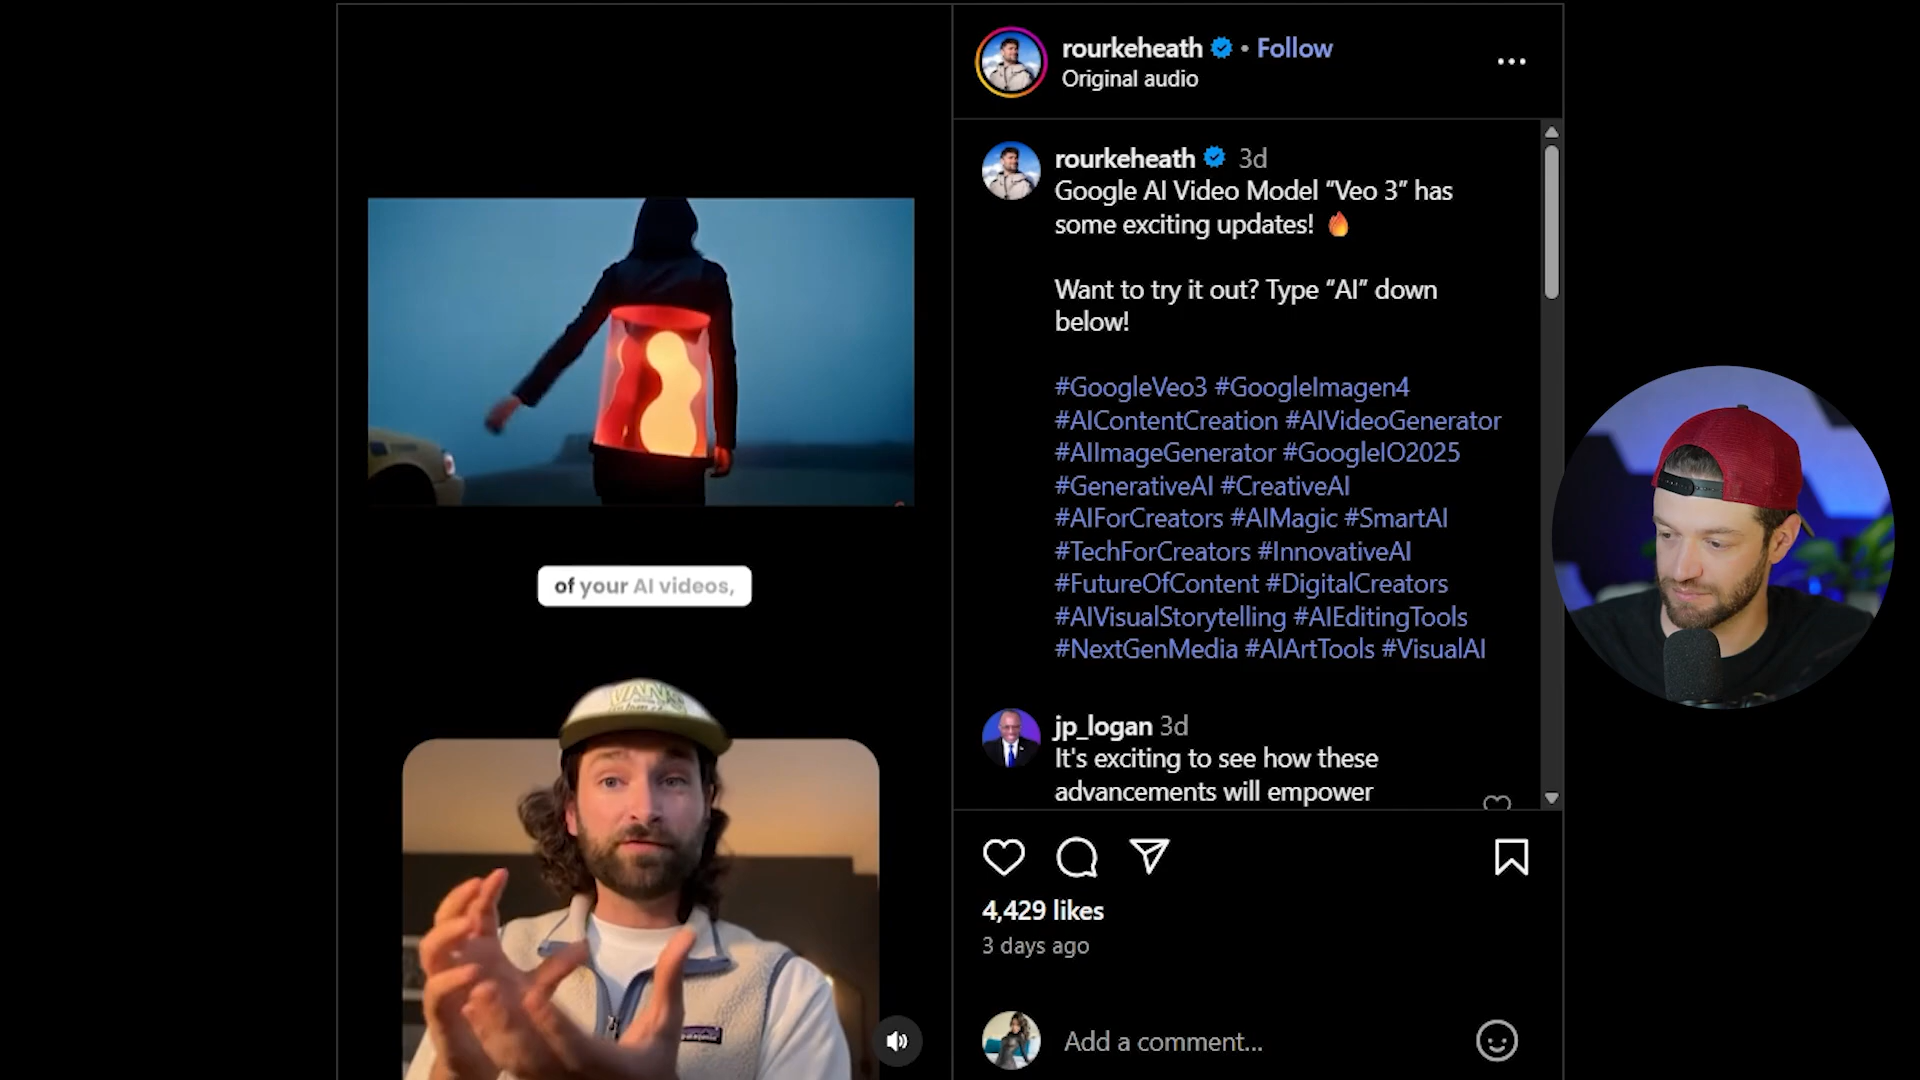 rourkeheath • Follow
Original audio
rourkeheath 3d
Google AI Video Model “Veo 3” has
some exciting updates! 🔥
Want to try it out? Type “AI” down
below!
#GoogleVeo3 #GoogleImagen4
#AIContentCreation #AIVideoGenerator
#AIImageGenerator #GoogleIO2025
#GenerativeAI #CreativeAI
#AIForCreators #AIMagic #SmartAI
#TechForCreators #InnovativeAI
#FutureOfContent #DigitalCreators
#AIVisualStorytelling #AIEditingTools
#NextGenMedia #AIArtTools #VisualAI
jp_logan 3d
It's exciting to see how these
advancements will empower
4,429 likes
3 days ago
Add a comment...
of your AI videos,
VANS